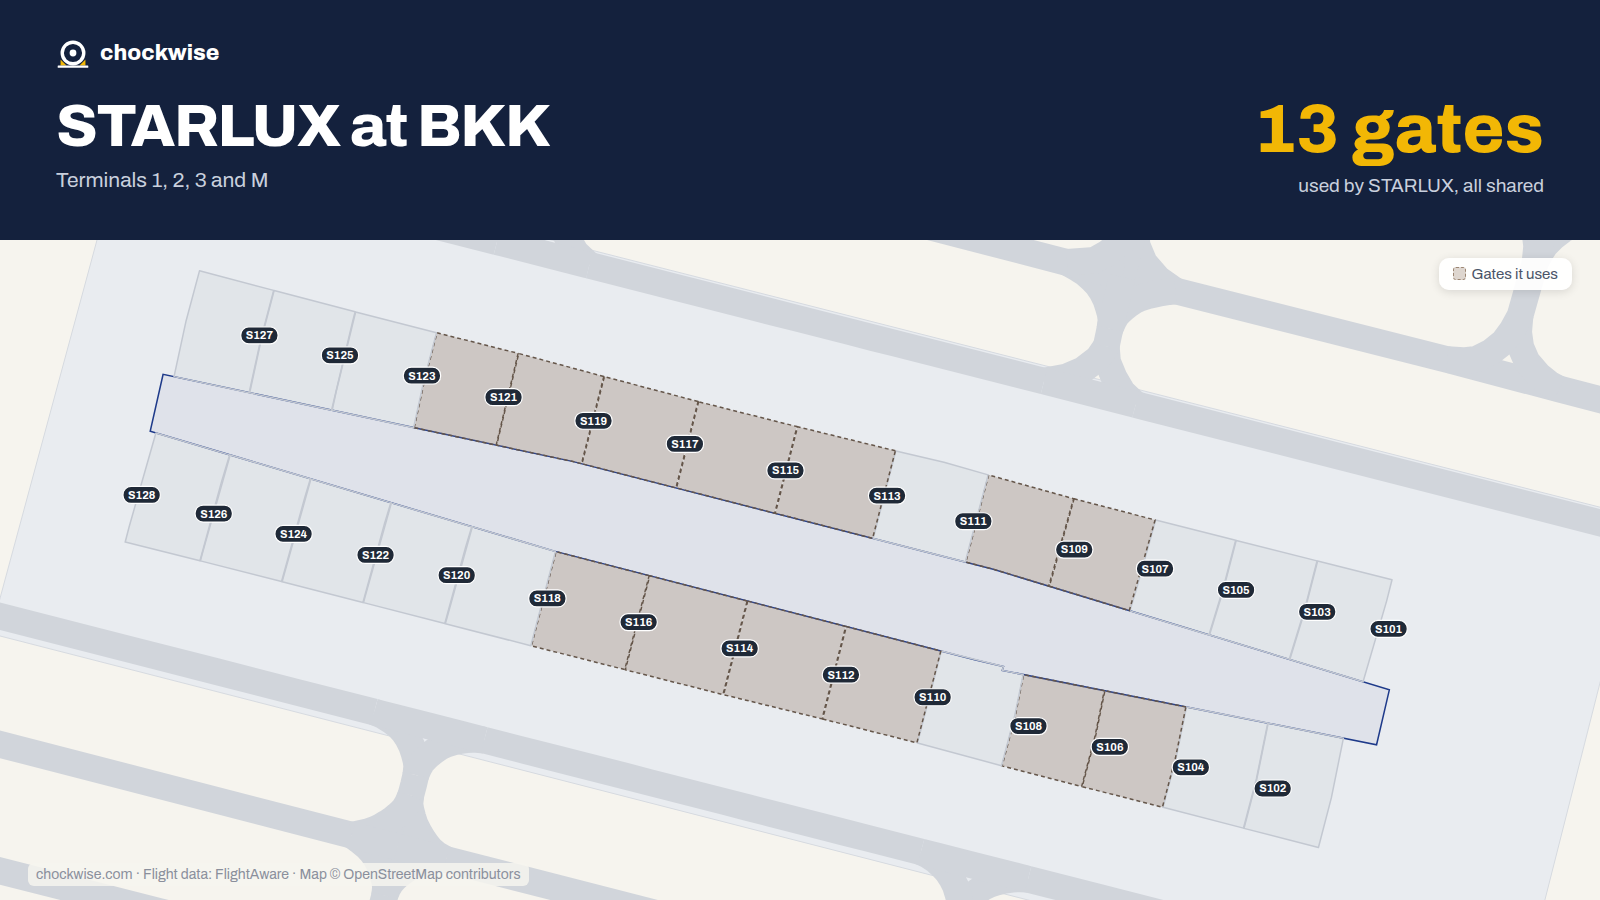 chockwise
STARLUX at BKK
Terminals 1, 2, 3 and M
13 gates
used by STARLUX, all shared
Gates it uses
S127
S125
S123
S121
S119
S117
S115
S113
S111
S109
S107
S105
S103
S101
S128
S126
S124
S122
S120
S118
S116
S114
S112
S110
S108
S106
S104
S102
chockwise.com · Flight data: FlightAware · Map © OpenStreetMap contributors